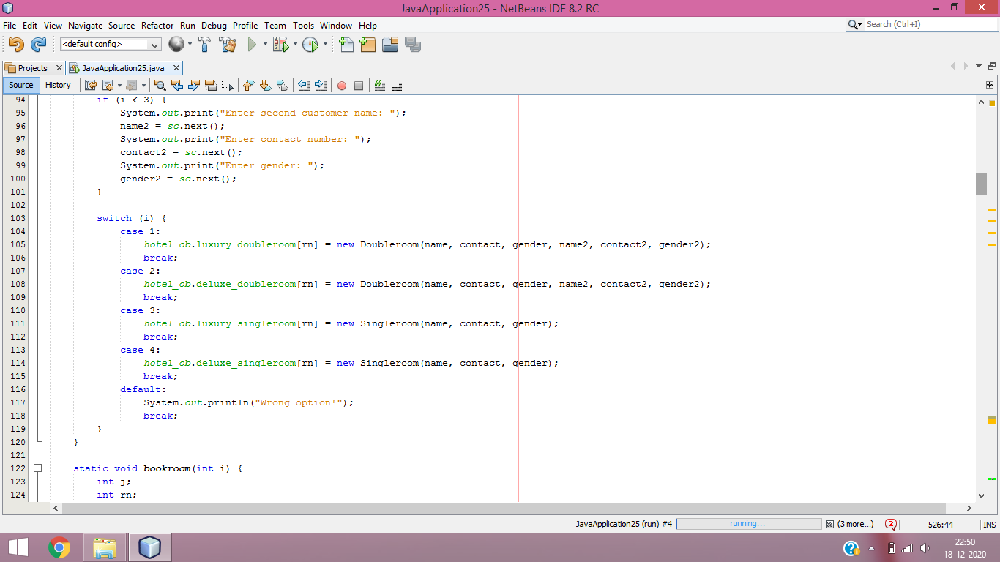 JavaApplication25 - NetBeans IDE 8.2 RC
File Edit View Navigate Source Refactor Run Debug Profile Team Tools Window Help
Search (Ctrl+I)
<default config>
Projects
JavaApplication25.java
Source History
94 if (i < 3) {
95 System.out.print("Enter second customer name: ");
96 name2 = sc.next();
97 System.out.print("Enter contact number: ");
98 contact2 = sc.next();
99 System.out.print("Enter gender: ");
100 gender2 = sc.next();
101 }
102
103 switch (i) {
104 case 1:
105 hotel_ob.luxury_doubleroom[rn] = new Doubleroom(name, contact, gender, name2, contact2, gender2);
106 break;
107 case 2:
108 hotel_ob.deluxe_doubleroom[rn] = new Doubleroom(name, contact, gender, name2, contact2, gender2);
109 break;
110 case 3:
111 hotel_ob.luxury_singleroom[rn] = new Singleroom(name, contact, gender);
112 break;
113 case 4:
114 hotel_ob.deluxe_singleroom[rn] = new Singleroom(name, contact, gender);
115 break;
116 default:
117 System.out.println("Wrong option!");
118 break;
119 }
120 }
121
122 static void bookroom(int i) {
123 int j;
124 int rn;
JavaApplication25 (run) #4 running... (3 more...) 2 526:44 INS
22:50
18-12-2020